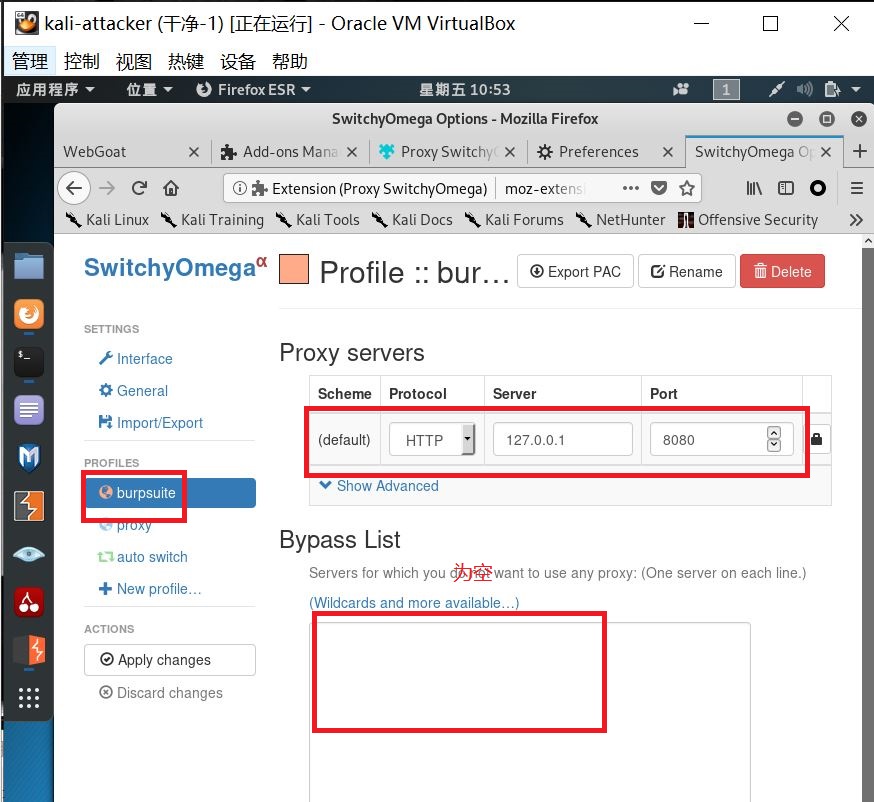 kali-attacker (干净-1) [正在运行] - Oracle VM VirtualBox
管理 控制 视图 热键 设备 帮助
应用程序 位置 Firefox ESR 星期五 10:53 1
SwitchyOmega Options - Mozilla Firefox
WebGoat Add-ons Mana Proxy Switchy Preferences SwitchyOmega Op
Extension (Proxy SwitchyOmega) moz-extensi
Kali Linux Kali Training Kali Tools Kali Docs Kali Forums NetHunter Offensive Security
SwitchyOmegaα Profile :: bur… Export PAC Rename Delete
SETTINGS
Interface
General
Import/Export
PROFILES
burpsuite
proxy
auto switch
New profile…
ACTIONS
Apply changes
Discard changes
Proxy servers
Scheme Protocol Server Port
(default) HTTP 127.0.0.1 8080
Show Advanced
Bypass List
Servers for which you want to use any proxy: (One server on each line.)
为空
(Wildcards and more available…)